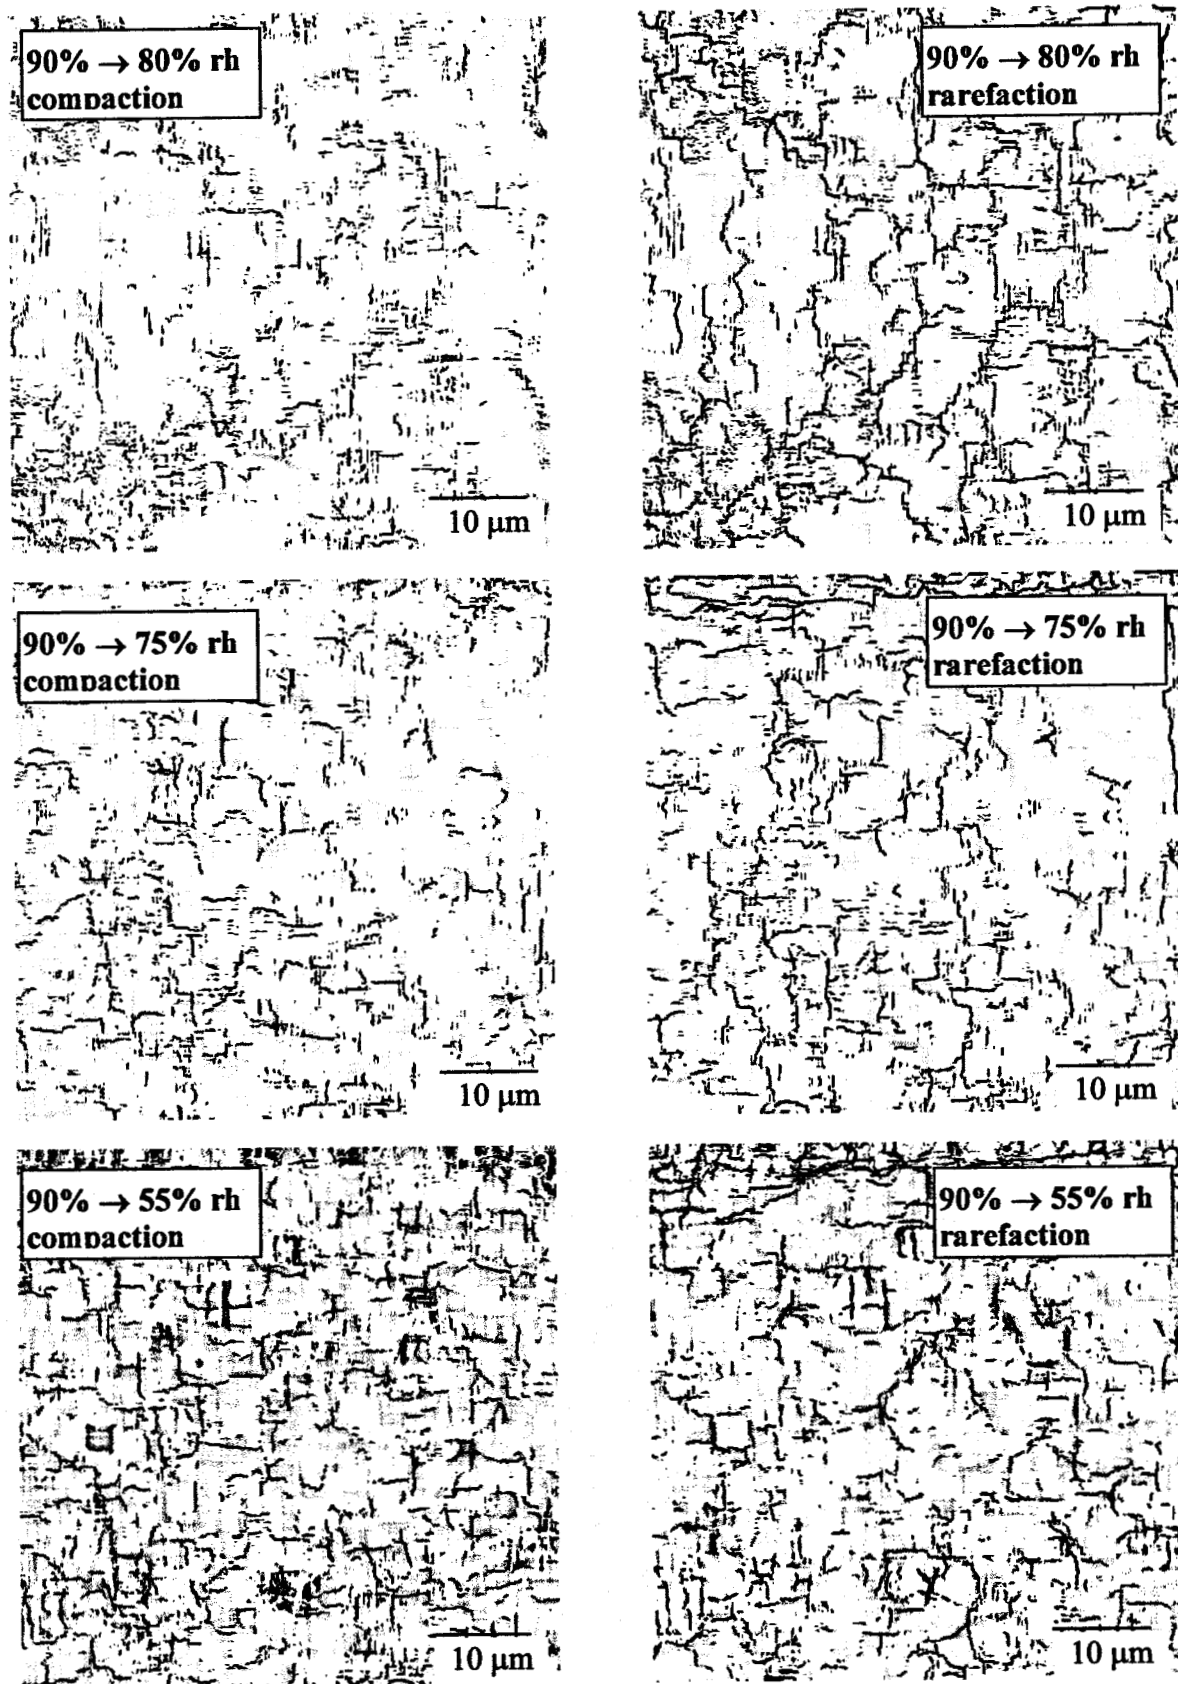 90% → 80% rh
compaction
10 µm
90% → 80% rh
rarefaction
10 µm
90% → 75% rh
compaction
10 µm
90% → 75% rh
rarefaction
10 µm
90% → 55% rh
compaction
10 µm
90% → 55% rh
rarefaction
10 µm